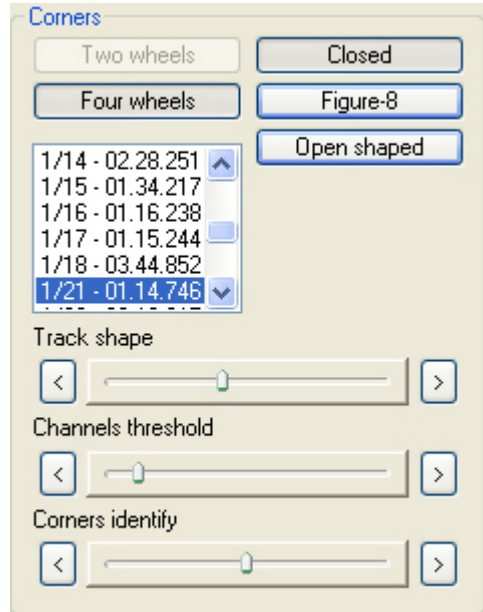 Corners
Two wheels
Closed
Four wheels
Figure-8
Open shaped
1/14 - 02.28.251
1/15 - 01.34.217
1/16 - 01.16.238
1/17 - 01.15.244
1/18 - 03.44.852
1/21 - 01.14.746
Track shape
< >
Channels threshold
< >
Corners identify
< >